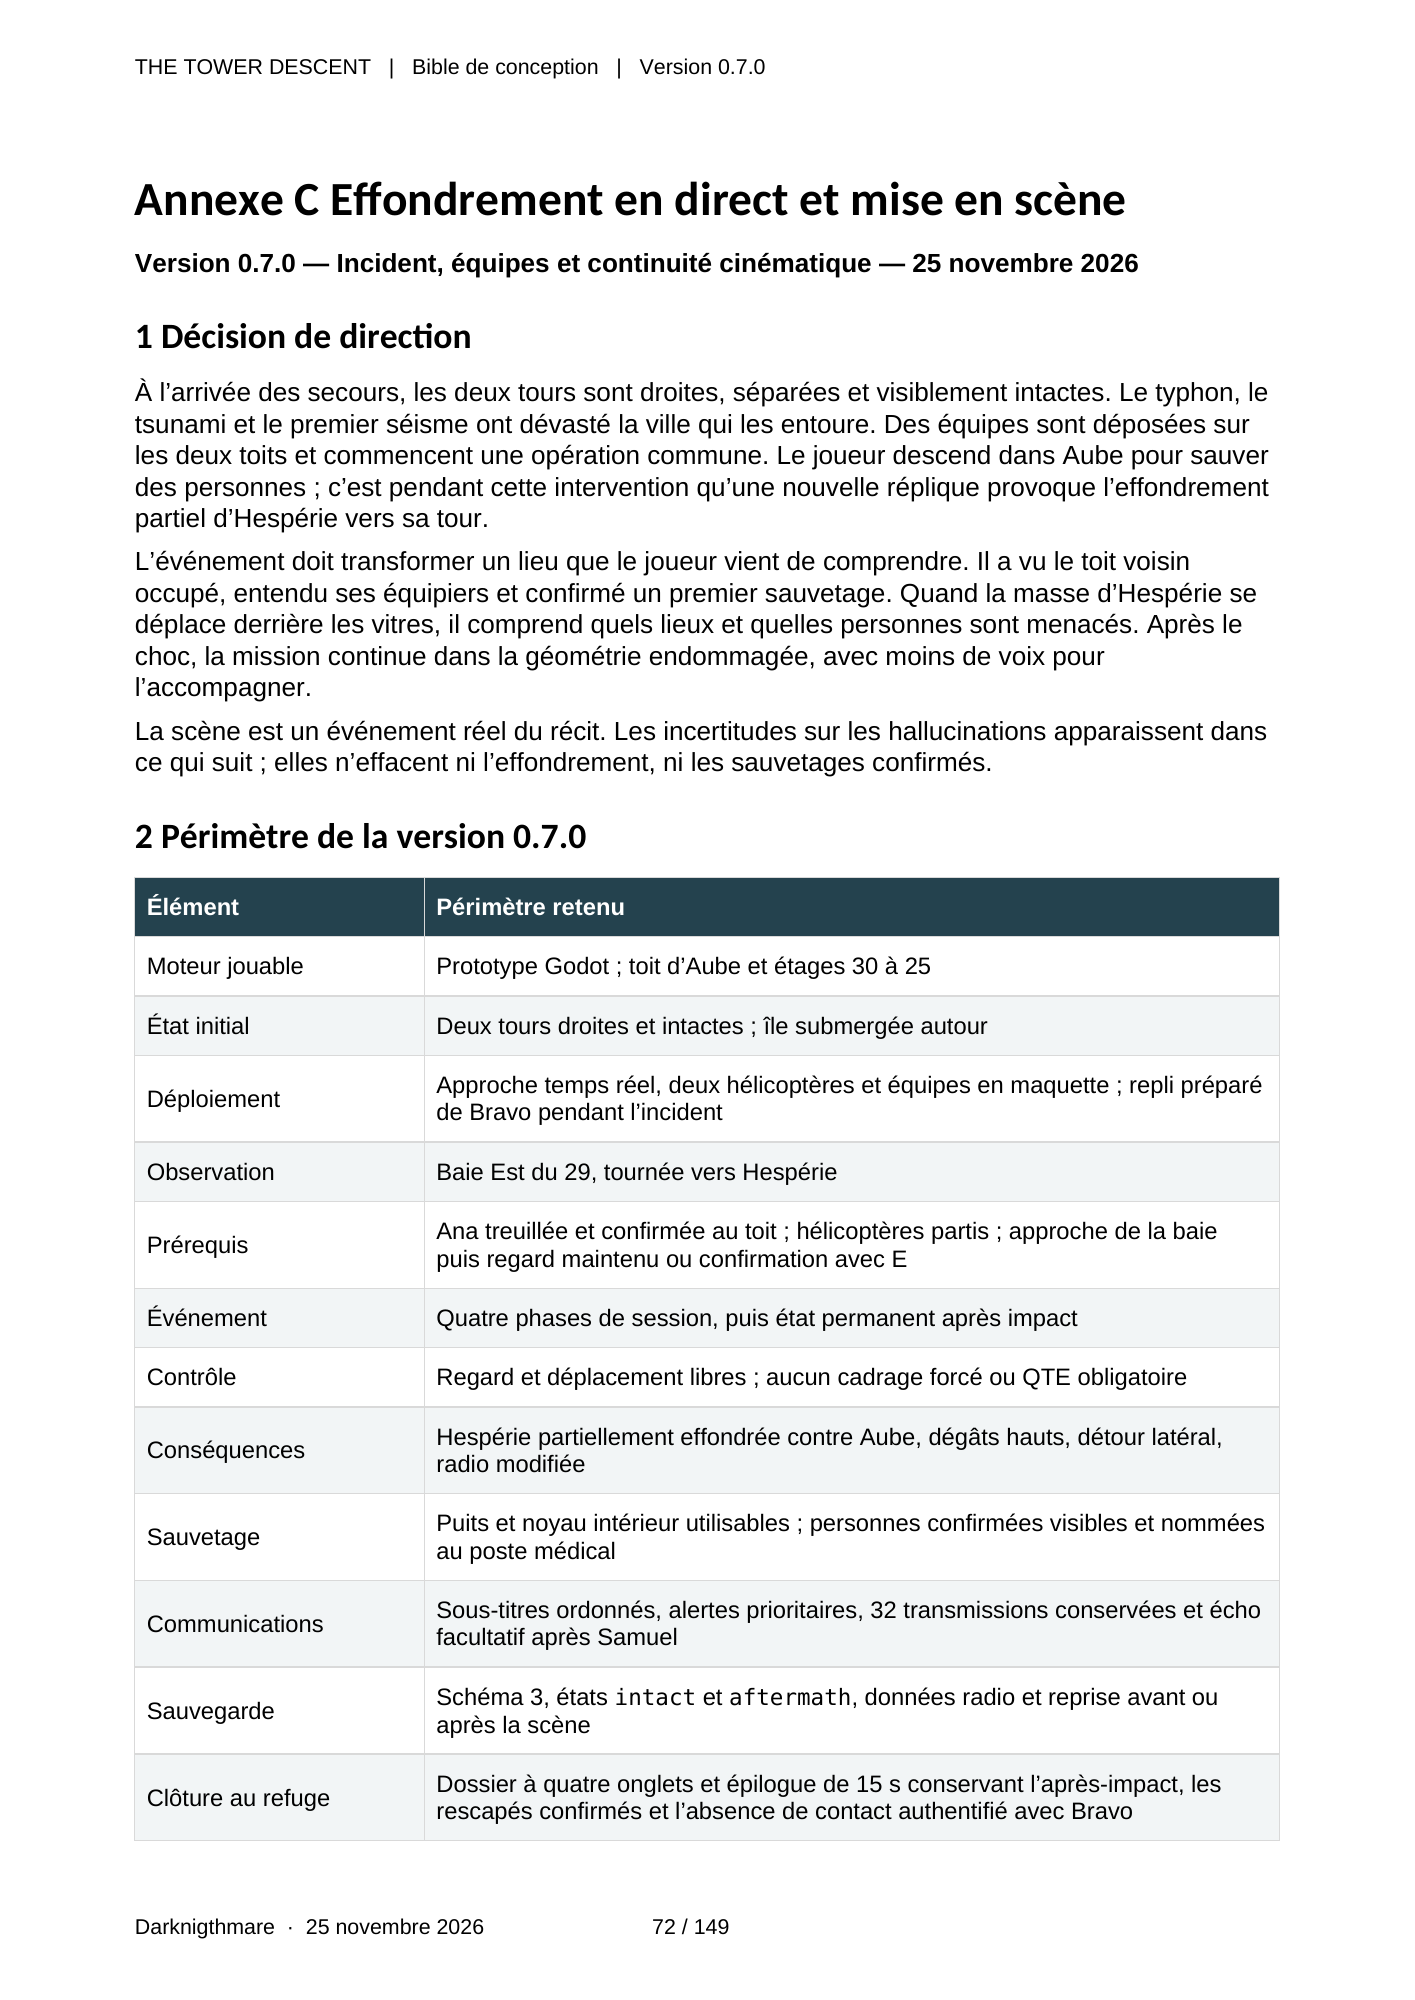 THE TOWER DESCENT | Bible de conception | Version 0.7.0
Annexe C Effondrement en direct et mise en scène
Version 0.7.0 — Incident, équipes et continuité cinématique — 25 novembre 2026
1 Décision de direction
À l’arrivée des secours, les deux tours sont droites, séparées et visiblement intactes. Le typhon, le
tsunami et le premier séisme ont dévasté la ville qui les entoure. Des équipes sont déposées sur
les deux toits et commencent une opération commune. Le joueur descend dans Aube pour sauver
des personnes ; c’est pendant cette intervention qu’une nouvelle réplique provoque l’effondrement
partiel d’Hespérie vers sa tour.
L’événement doit transformer un lieu que le joueur vient de comprendre. Il a vu le toit voisin
occupé, entendu ses équipiers et confirmé un premier sauvetage. Quand la masse d’Hespérie se
déplace derrière les vitres, il comprend quels lieux et quelles personnes sont menacés. Après le
choc, la mission continue dans la géométrie endommagée, avec moins de voix pour
l’accompagner.
La scène est un événement réel du récit. Les incertitudes sur les hallucinations apparaissent dans
ce qui suit ; elles n’effacent ni l’effondrement, ni les sauvetages confirmés.
2 Périmètre de la version 0.7.0
Élément Périmètre retenu
Moteur jouable Prototype Godot ; toit d’Aube et étages 30 à 25
État initial Deux tours droites et intactes ; île submergée autour
Déploiement Approche temps réel, deux hélicoptères et équipes en maquette ; repli préparé
de Bravo pendant l’incident
Observation Baie Est du 29, tournée vers Hespérie
Prérequis Ana treuillée et confirmée au toit ; hélicoptères partis ; approche de la baie
puis regard maintenu ou confirmation avec E
Événement Quatre phases de session, puis état permanent après impact
Contrôle Regard et déplacement libres ; aucun cadrage forcé ou QTE obligatoire
Conséquences Hespérie partiellement effondrée contre Aube, dégâts hauts, détour latéral,
radio modifiée
Sauvetage Puits et noyau intérieur utilisables ; personnes confirmées visibles et nommées
au poste médical
Communications Sous-titres ordonnés, alertes prioritaires, 32 transmissions conservées et écho
facultatif après Samuel
Sauvegarde Schéma 3, états intact et aftermath, données radio et reprise avant ou
après la scène
Clôture au refuge Dossier à quatre onglets et épilogue de 15 s conservant l’après-impact, les
rescapés confirmés et l’absence de contact authentifié avec Bravo
Darknigthmare · 25 novembre 2026 72 / 149